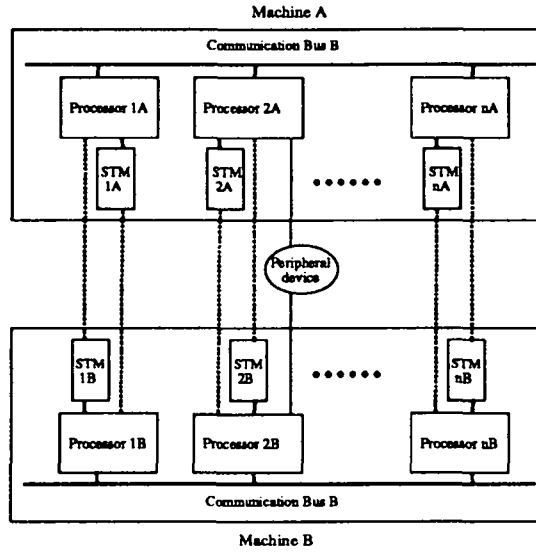 Machine A
Communication Bus B
Processor 1A
Processor 2A
Processor nA
STM
1A
STM
2A
STM
nA
Peripheral
device
STM
1B
STM
2B
STM
nB
Processor 1B
Processor 2B
Processor nB
Communication Bus B
Machine B